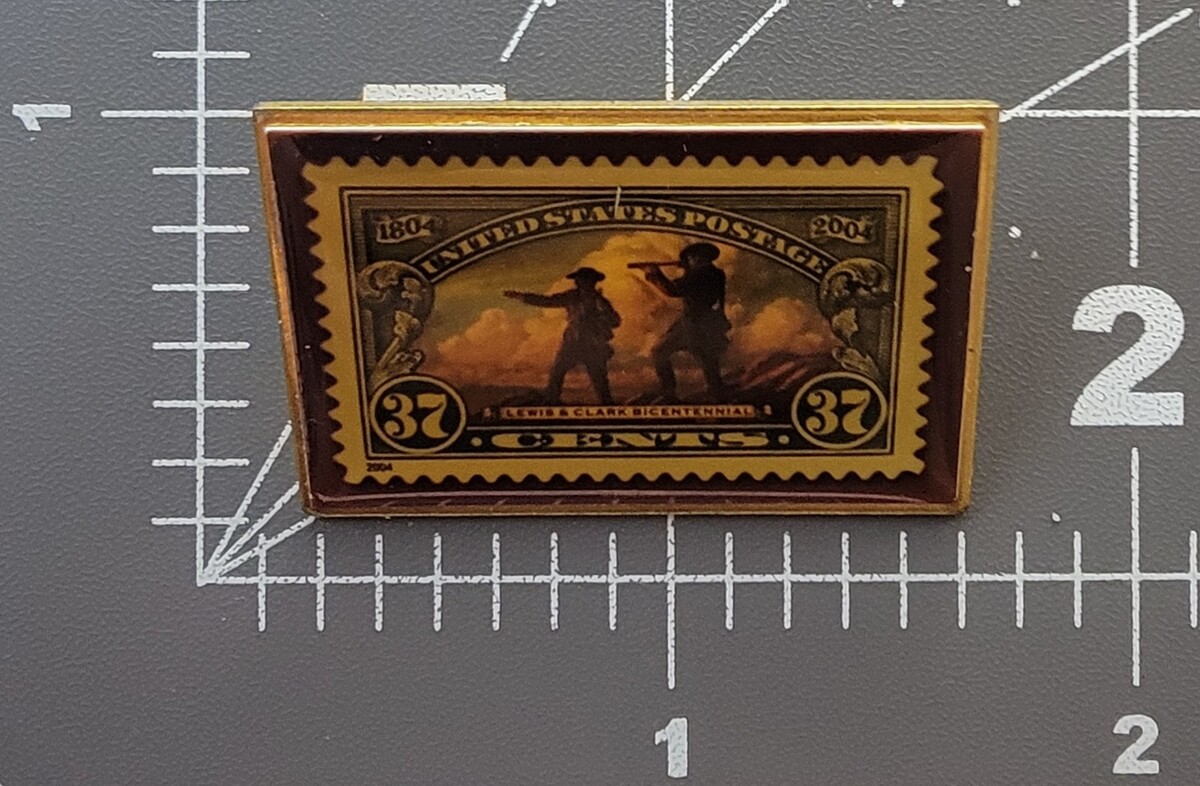 1
1804 2004
UNITED STATES POSTAGE
37 37
LEWIS & CLARK BICENTENNIAL
CENTS
2004
2
1 2